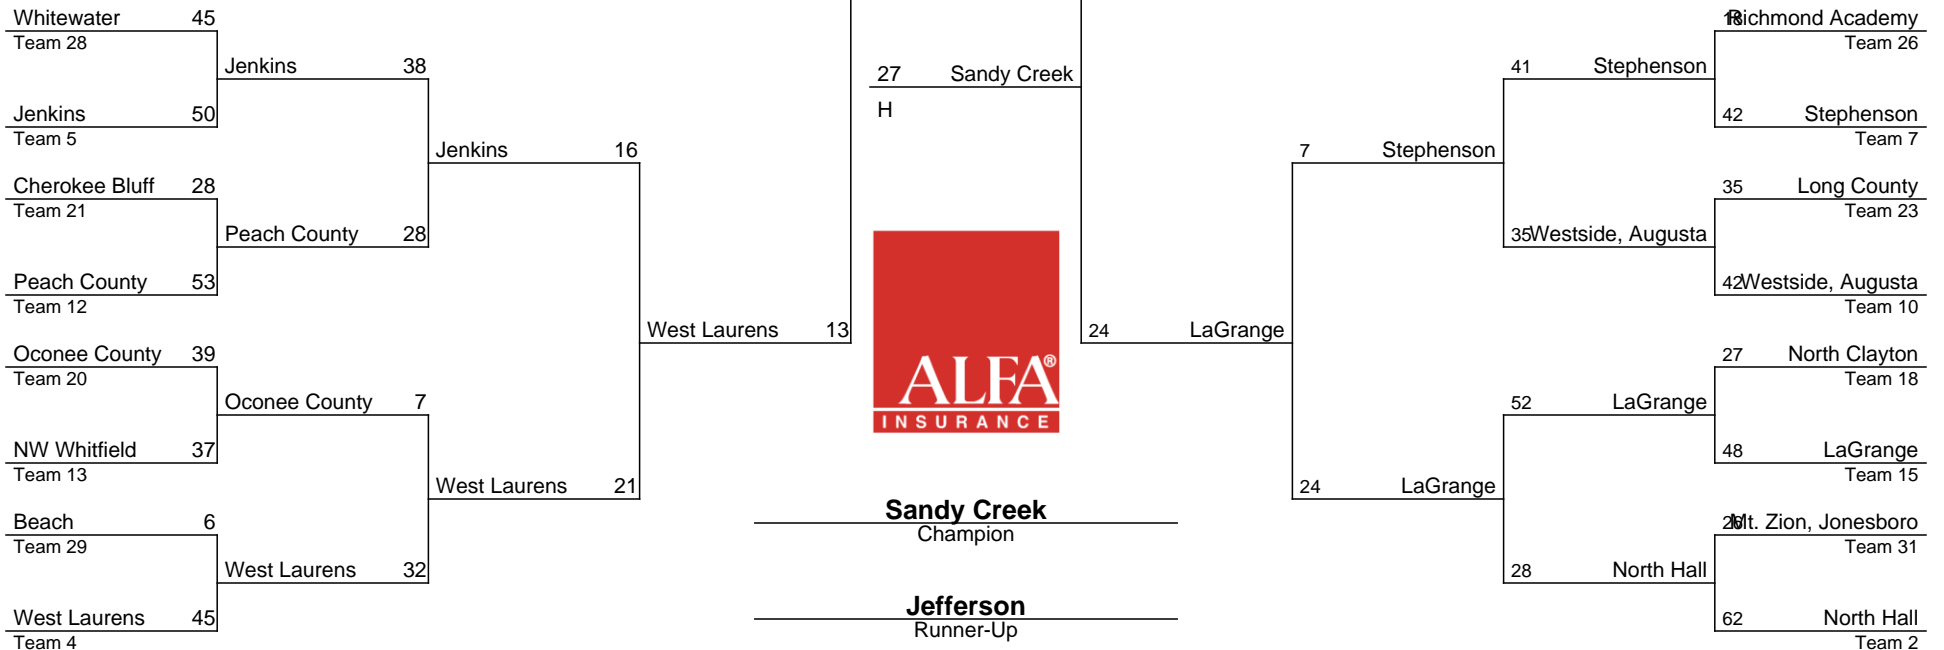 Whitewater 45
Team 28
Jenkins 38
Jenkins 50
Team 5
Jenkins 16
Cherokee Bluff 28
Team 21
Peach County 28
Peach County 53
Team 12
West Laurens 13
Oconee County 39
Team 20
Oconee County 7
NW Whitfield 37
Team 13
West Laurens 21
Beach 6
Team 29
West Laurens 32
West Laurens 45
Team 4
27 Sandy Creek
H
ALFA®
INSURANCE
Sandy Creek
Champion
Jefferson
Runner-Up
Richmond Academy
Team 26
41 Stephenson
42 Stephenson
Team 7
7 Stephenson
35 Long County
Team 23
35 Westside, Augusta
42 Westside, Augusta
Team 10
24 LaGrange
27 North Clayton
Team 18
52 LaGrange
48 LaGrange
Team 15
24 LaGrange
Mt. Zion, Jonesboro
Team 31
28 North Hall
62 North Hall
Team 2